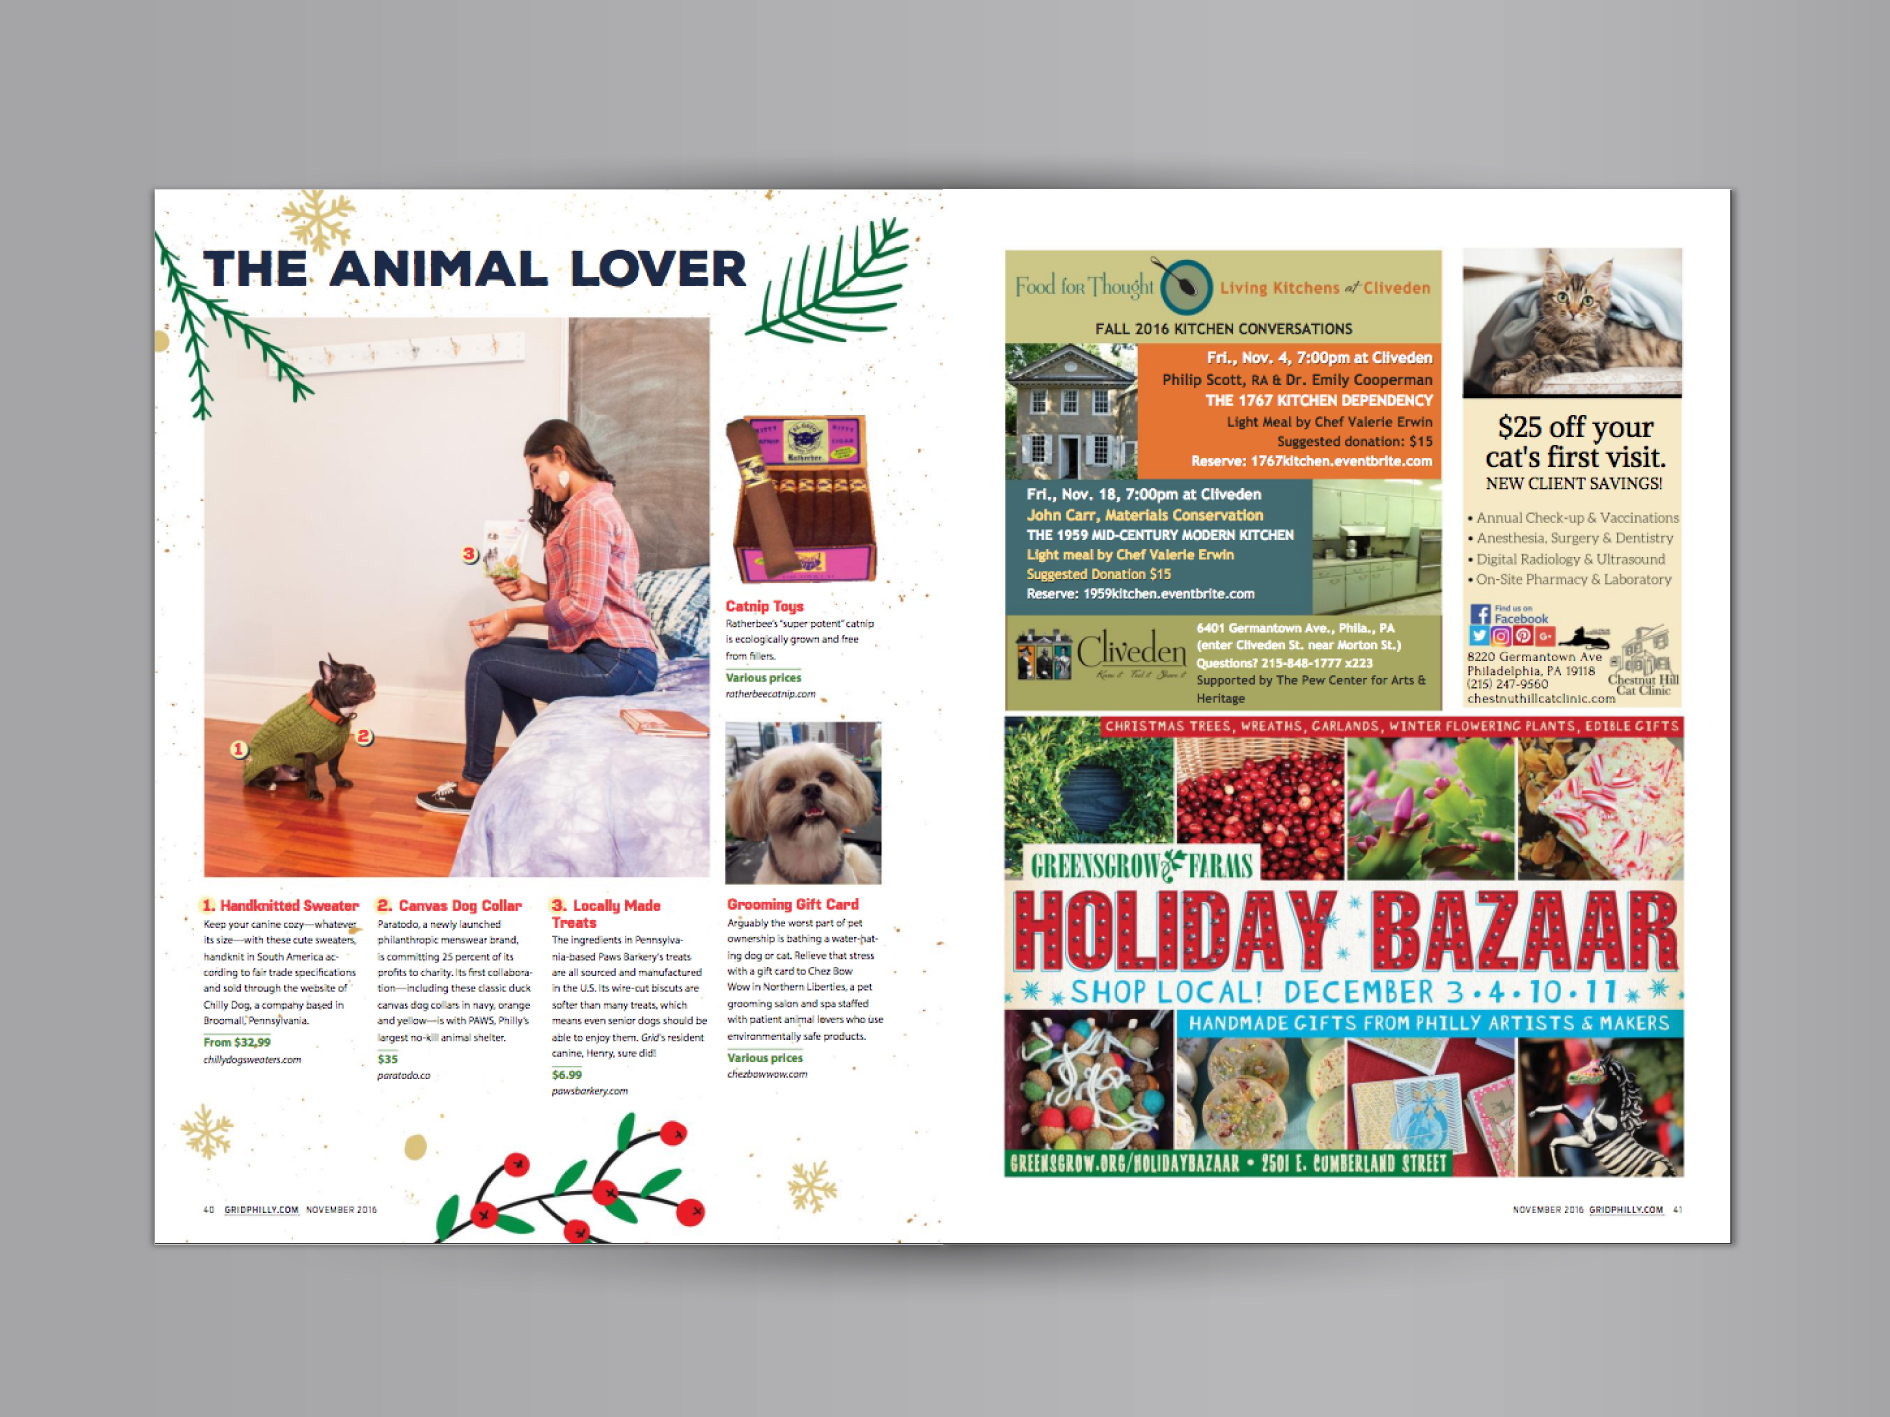 THE ANIMAL LOVER
3
1
2
KITTY
KITTY
CIGAR
Ratherbee
Catnip Toys
Ratherbee's "super potent" catnip
is ecologically grown and free
from fillers.
Various prices
ratherbeecatnip.com
1. Handknitted Sweater
Keep your canine cozy—whatever
its size—with these cute sweaters,
handknit in South America ac-
cording to fair trade specifications
and sold through the website of
Chilly Dog, a company based in
Broomall, Pennsylvania.
From $32,99
chillydogsweaters.com
2. Canvas Dog Collar
Paratodo, a newly launched
philanthropic menswear brand,
is committing 25 percent of its
profits to charity. Its first collabora-
tion—including these classic duck
canvas dog collars in navy, orange
and yellow—is with PAWS, Philly's
largest no-kill animal shelter.
$35
paratodo.co
3. Locally Made
Treats
The ingredients in Pennsylva-
nia-based Paws Barkery's treats
are all sourced and manufactured
in the U.S. Its wire-cut biscuts are
softer than many treats, which
means even senior dogs should be
able to enjoy them. Grid's resident
canine, Henry, sure did!
$6.99
pawsbarkery.com
Grooming Gift Card
Arguably the worst part of pet
ownership is bathing a water-hat-
ing dog or cat. Relieve that stress
with a gift card to Chez Bow
Wow in Northern Liberties, a pet
grooming salon and spa staffed
with patient animal lovers who use
environmentally safe products.
Various prices
chezbowwow.com
40 GRIDPHILLY.COM NOVEMBER 2016
Food for Thought Living Kitchens at Cliveden
FALL 2016 KITCHEN CONVERSATIONS
Fri., Nov. 4, 7:00pm at Cliveden
Philip Scott, RA & Dr. Emily Cooperman
THE 1767 KITCHEN DEPENDENCY
Light Meal by Chef Valerie Erwin
Suggested donation: $15
Reserve: 1767kitchen.eventbrite.com
Fri., Nov. 18, 7:00pm at Cliveden
John Carr, Materials Conservation
THE 1959 MID-CENTURY MODERN KITCHEN
Light meal by Chef Valerie Erwin
Suggested Donation $15
Reserve: 1959kitchen.eventbrite.com
Cliveden
Know it Feel it Share it
6401 Germantown Ave., Phila., PA
(enter Cliveden St. near Morton St.)
Questions? 215-848-1777 x223
Supported by The Pew Center for Arts &
Heritage
$25 off your
cat's first visit.
NEW CLIENT SAVINGS!
• Annual Check-up & Vaccinations
• Anesthesia, Surgery & Dentistry
• Digital Radiology & Ultrasound
• On-Site Pharmacy & Laboratory
Find us on
Facebook
8220 Germantown Ave
Philadelphia, PA 19118
(215) 247-9560
chestnuthillcatclinic.com
Chestnut Hill
Cat Clinic
CHRISTMAS TREES, WREATHS, GARLANDS, WINTER FLOWERING PLANTS, EDIBLE GIFTS
GREENSGROW FARMS
HOLIDAY BAZAAR
SHOP LOCAL! DECEMBER 3 • 4 • 10 • 11
HANDMADE GIFTS FROM PHILLY ARTISTS & MAKERS
GREENSGROW.ORG/HOLIDAYBAZAAR • 2501 E. CUMBERLAND STREET
NOVEMBER 2016 GRIDPHILLY.COM 41